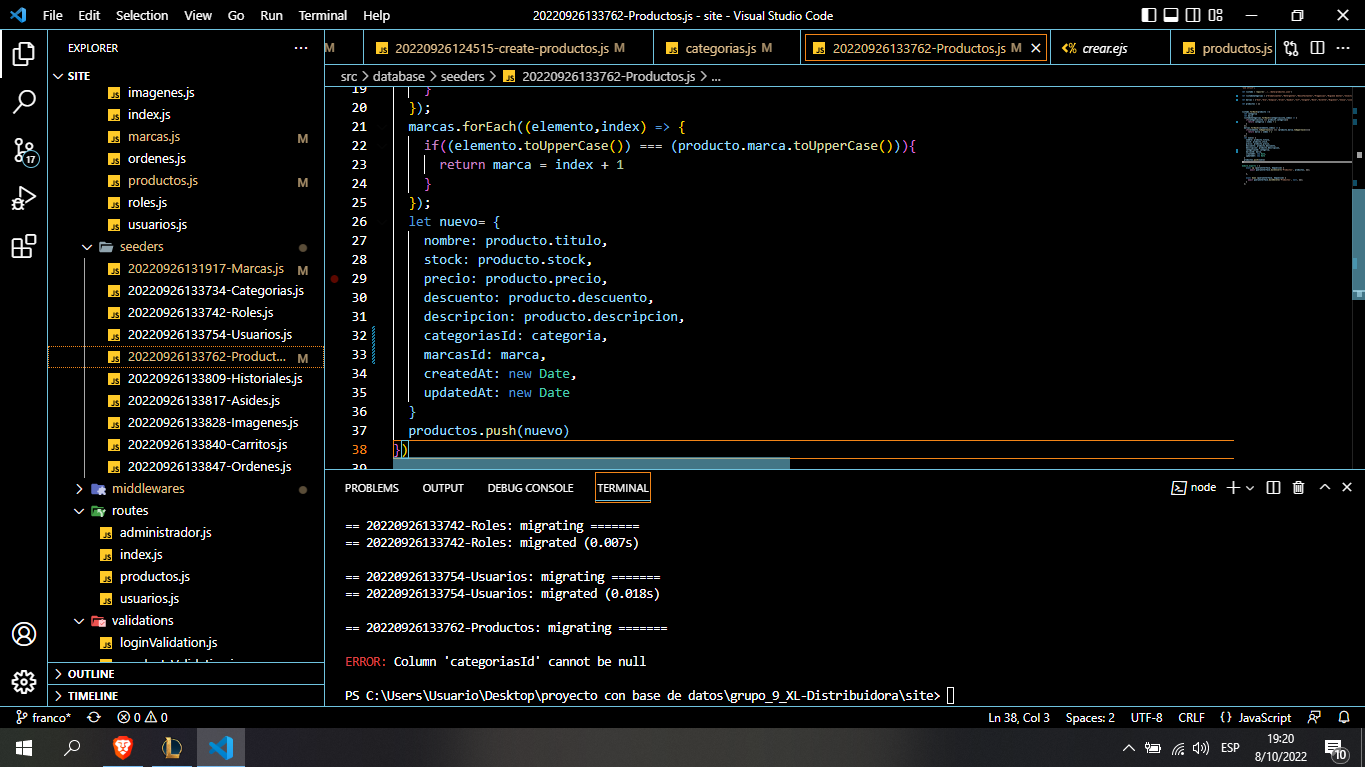 File Edit Selection View Go Run Terminal Help 20220926133762-Productos.js - site - Visual Studio Code
EXPLORER
M 20220926124515-create-productos.js M categorias.js M 20220926133762-Productos.js M crear.ejs productos.js
SITE
src > database > seeders > 20220926133762-Productos.js > ...
imagenes.js
index.js
marcas.js M
ordenes.js
productos.js M
roles.js
usuarios.js
seeders
20220926131917-Marcas.js M
20220926133734-Categorias.js
20220926133742-Roles.js
20220926133754-Usuarios.js
20220926133762-Product... M
20220926133809-Historiales.js
20220926133817-Asides.js
20220926133828-Imagenes.js
20220926133840-Carritos.js
20220926133847-Ordenes.js
middlewares
routes
administrador.js
index.js
productos.js
usuarios.js
validations
loginValidation.js
OUTLINE
TIMELINE
17
19 }
20 });
21 marcas.forEach((elemento,index) => {
22 if((elemento.toUpperCase()) === (producto.marca.toUpperCase())){
23 return marca = index + 1
24 }
25 });
26 let nuevo= {
27 nombre: producto.titulo,
28 stock: producto.stock,
29 precio: producto.precio,
30 descuento: producto.descuento,
31 descripcion: producto.descripcion,
32 categoriasId: categoria,
33 marcasId: marca,
34 createdAt: new Date,
35 updatedAt: new Date
36 }
37 productos.push(nuevo)
38 })
39
PROBLEMS OUTPUT DEBUG CONSOLE TERMINAL node
== 20220926133742-Roles: migrating =======
== 20220926133742-Roles: migrated (0.007s)
== 20220926133754-Usuarios: migrating =======
== 20220926133754-Usuarios: migrated (0.018s)
== 20220926133762-Productos: migrating =======
ERROR: Column 'categoriasId' cannot be null
PS C:\Users\Usuario\Desktop\proyecto con base de datos\grupo_9_XL-Distribuidora\site>
franco* 0 0 Ln 38, Col 3 Spaces: 2 UTF-8 CRLF {} JavaScript
ESP
19:20
8/10/2022
10